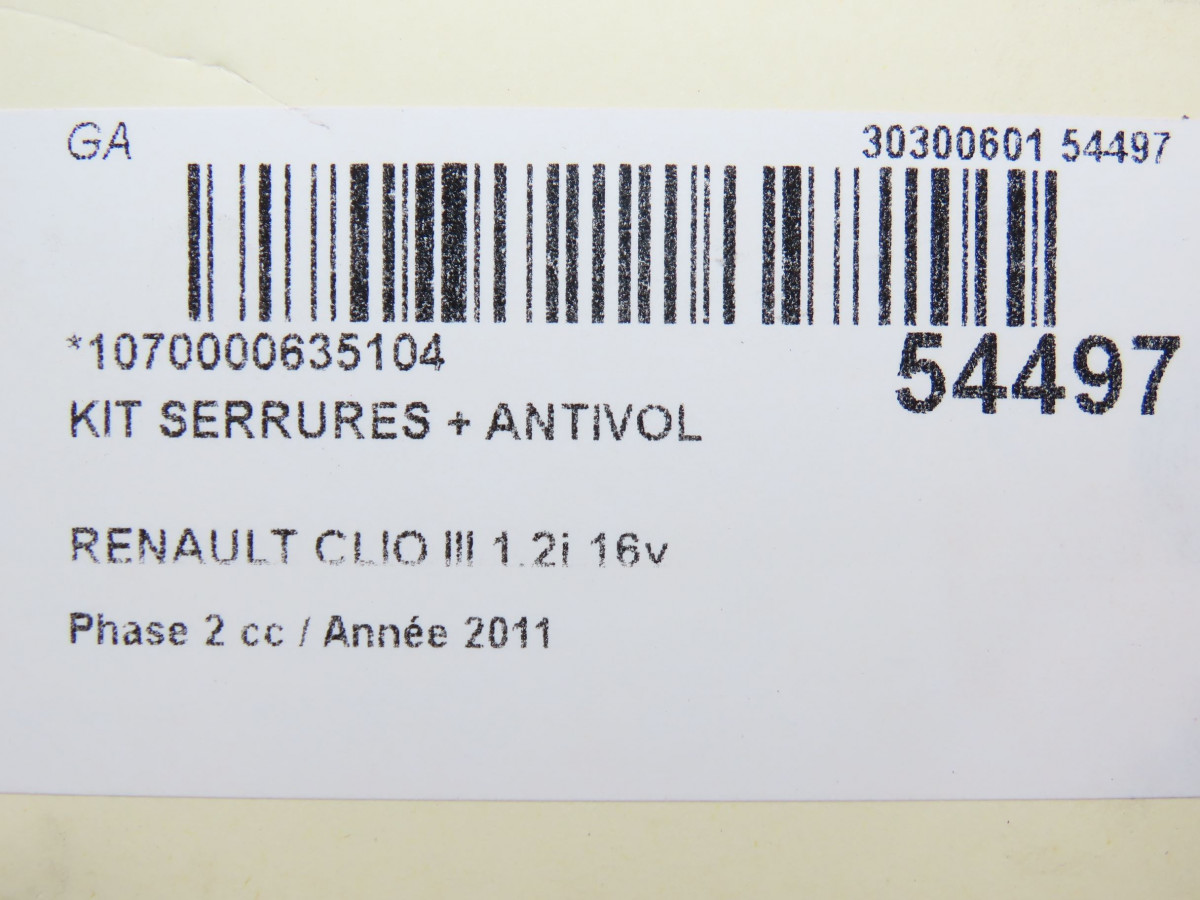 GA
30300601 54497
*1070000635104
54497
KIT SERRURES + ANTIVOL
RENAULT CLIO III 1.2i 16v
Phase 2 cc / Année 2011